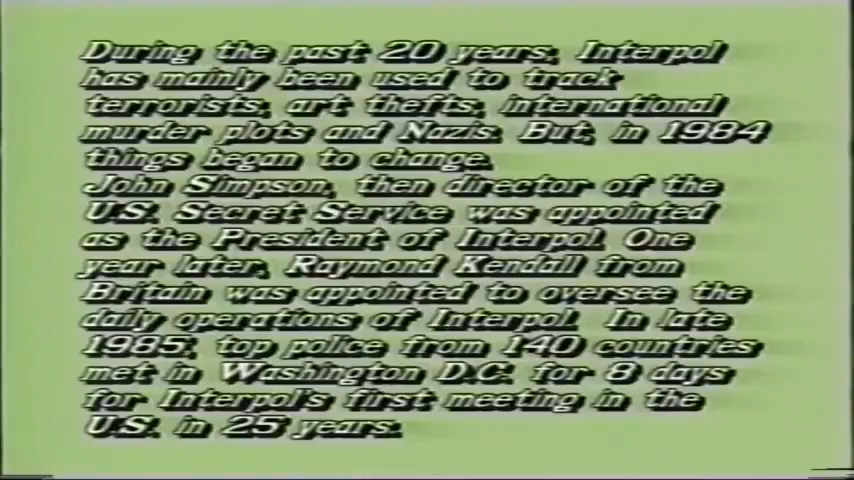 During the past 20 years, Interpol
has mainly been used to track
terrorists, art thefts, international
murder plots and Nazis. But, in 1984
things began to change.
John Simpson, then director of the
U.S. Secret Service was appointed
as the President of Interpol. One
year later, Raymond Kendall from
Britain was appointed to oversee the
daily operations of Interpol. In late
1985, top police from 140 countries
met in Washington D.C. for 8 days
for Interpol's first meeting in the
U.S. in 25 years.